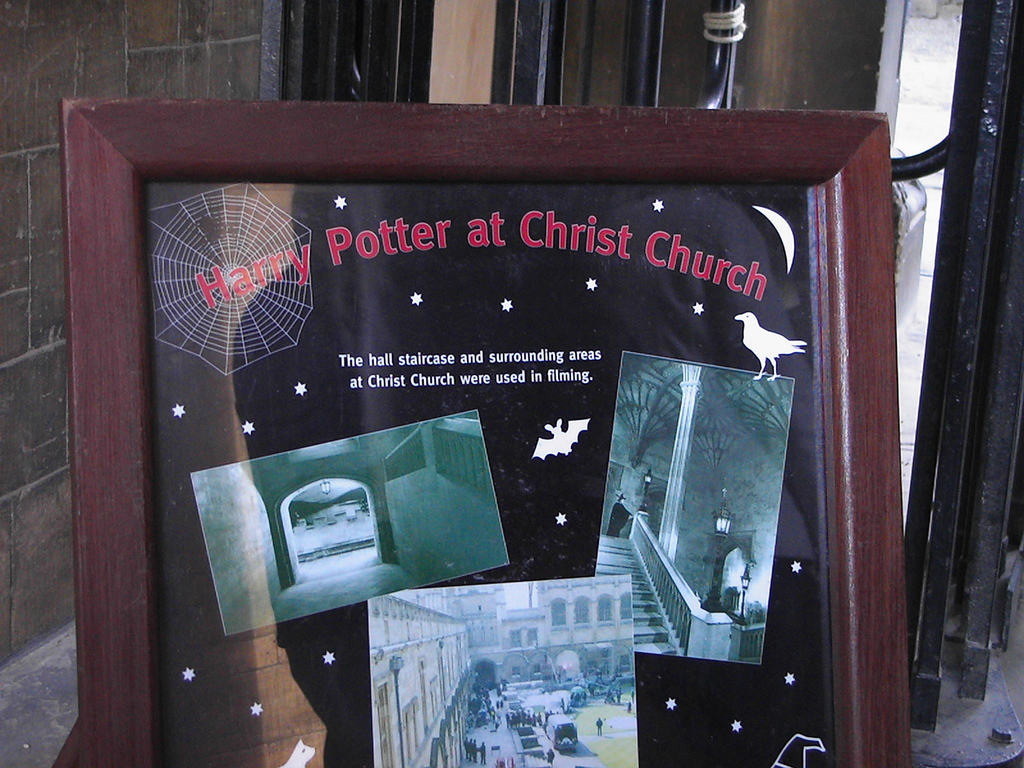 Harry Potter at Christ Church
The hall staircase and surrounding areas
at Christ Church were used in filming.